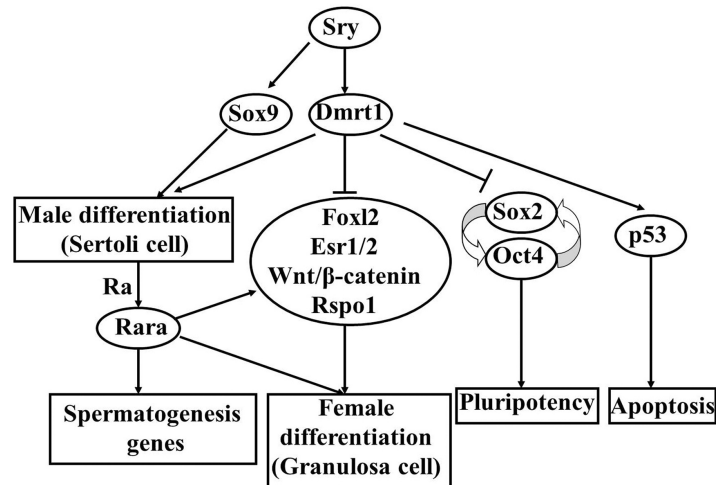 Sry
Sox9
Dmrt1
Male differentiation
(Sertoli cell)
Foxl2
Esr1/2
Wnt/β-catenin
Rspo1
Sox2
Oct4
p53
Ra
Rara
Spermatogenesis
genes
Female
differentiation
(Granulosa cell)
Pluripotency
Apoptosis